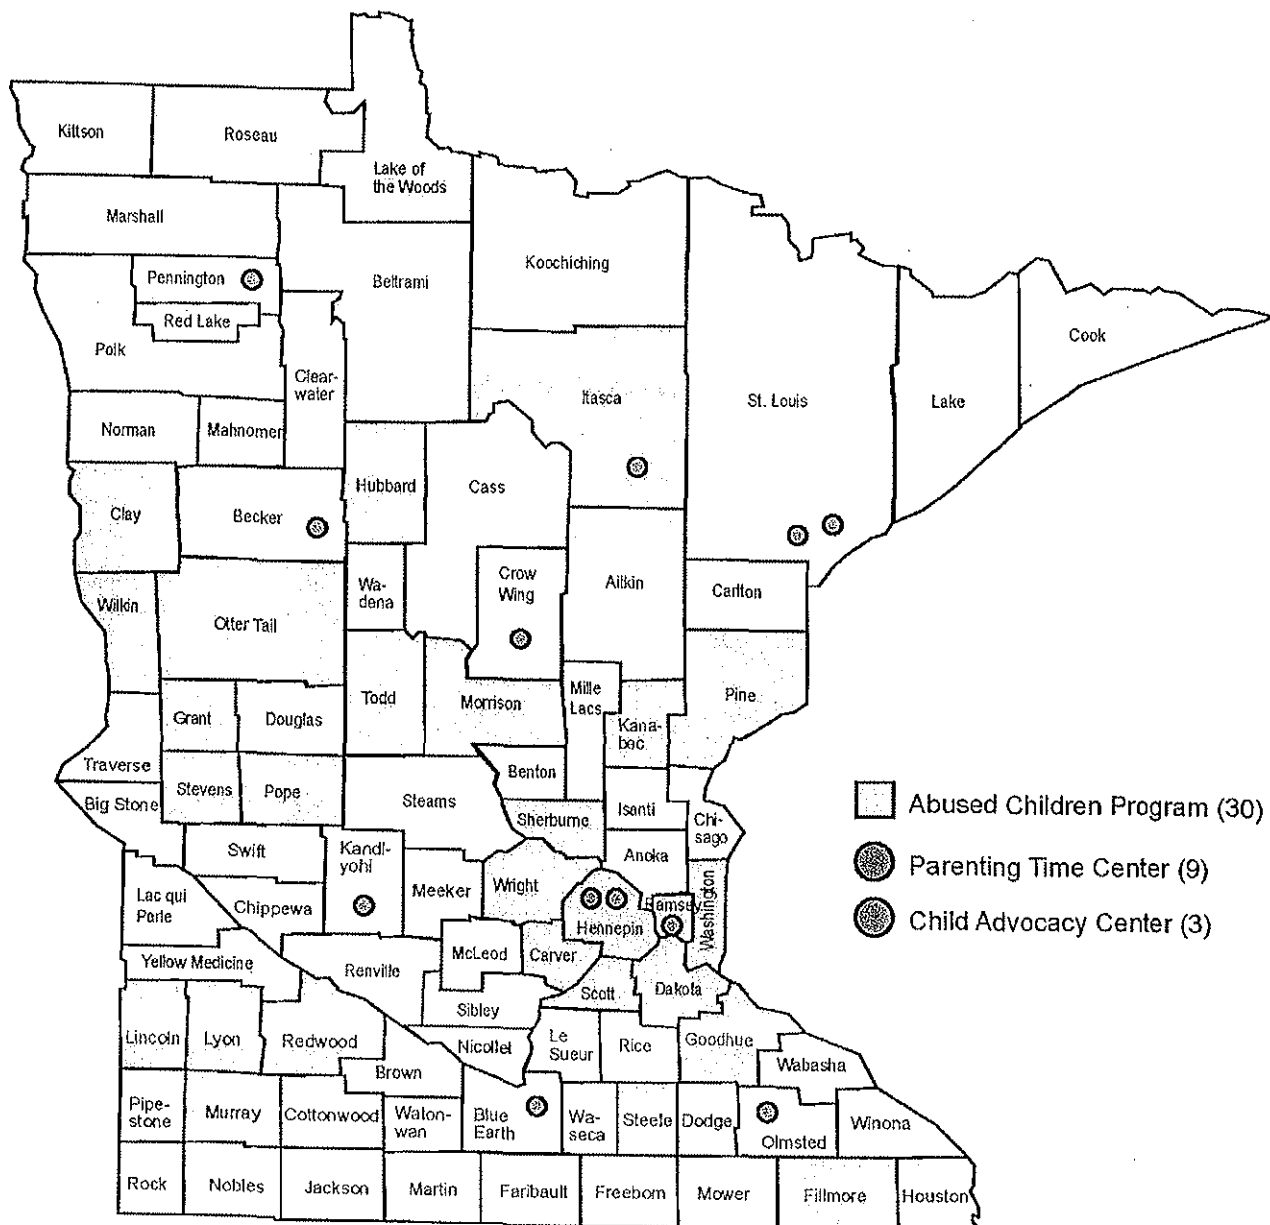 Kittson
Roseau
Lake of
the Woods
Marshall
Koochiching
Pennington
Beltrami
Red Lake
Polk
Cook
Clear-
water
Itasca
St. Louis
Lake
Norman
Mahnomen
Hubbard
Cass
Clay
Becker
Crow
Wing
Wa-
dena
Aitkin
Carlton
Wilkin
Otter Tail
Todd
Morrison
Mille
Lacs
Pine
Grant
Douglas
Kana-
bec
Traverse
Stevens
Pope
Benton
Big Stone
Stearns
Isanti
Chi-
sago
Sherburne
Swift
Kandi-
yohi
Anoka
Wright
Meeker
Lac qui
Parle
Chippewa
Ramsey
Washington
Hennepin
Abused Children Program (30)
Parenting Time Center (9)
Child Advocacy Center (3)
Yellow Medicine
Renville
McLeod
Carver
Scott
Dakota
Sibley
Lincoln
Lyon
Redwood
Nicollet
Le
Sueur
Rice
Goodhue
Brown
Wabasha
Pipe-
stone
Murray
Cottonwood
Waton-
wan
Blue
Earth
Wa-
seca
Steele
Dodge
Olmsted
Winona
Rock
Nobles
Jackson
Martin
Faribault
Freeborn
Mower
Fillmore
Houston